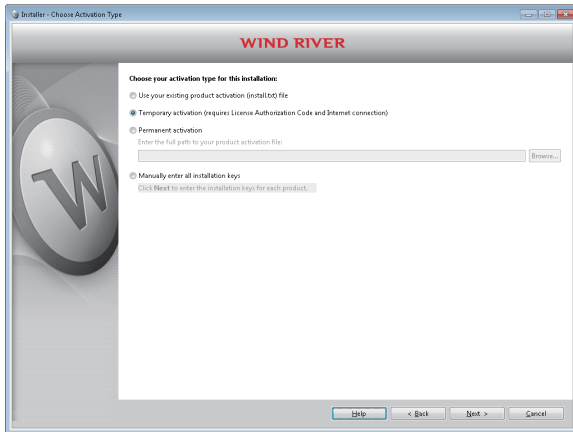 Installer - Choose Activation Type
WIND RIVER
Choose your activation type for this installation:
Use your existing product activation (install.txt) file
Temporary activation (requires License Authorization Code and Internet connection)
Permanent activation
Enter the full path to your product activation file:
Browse...
Manually enter all installation keys
Click Next to enter the installation keys for each product.
W
Help
< Back
Next >
Cancel